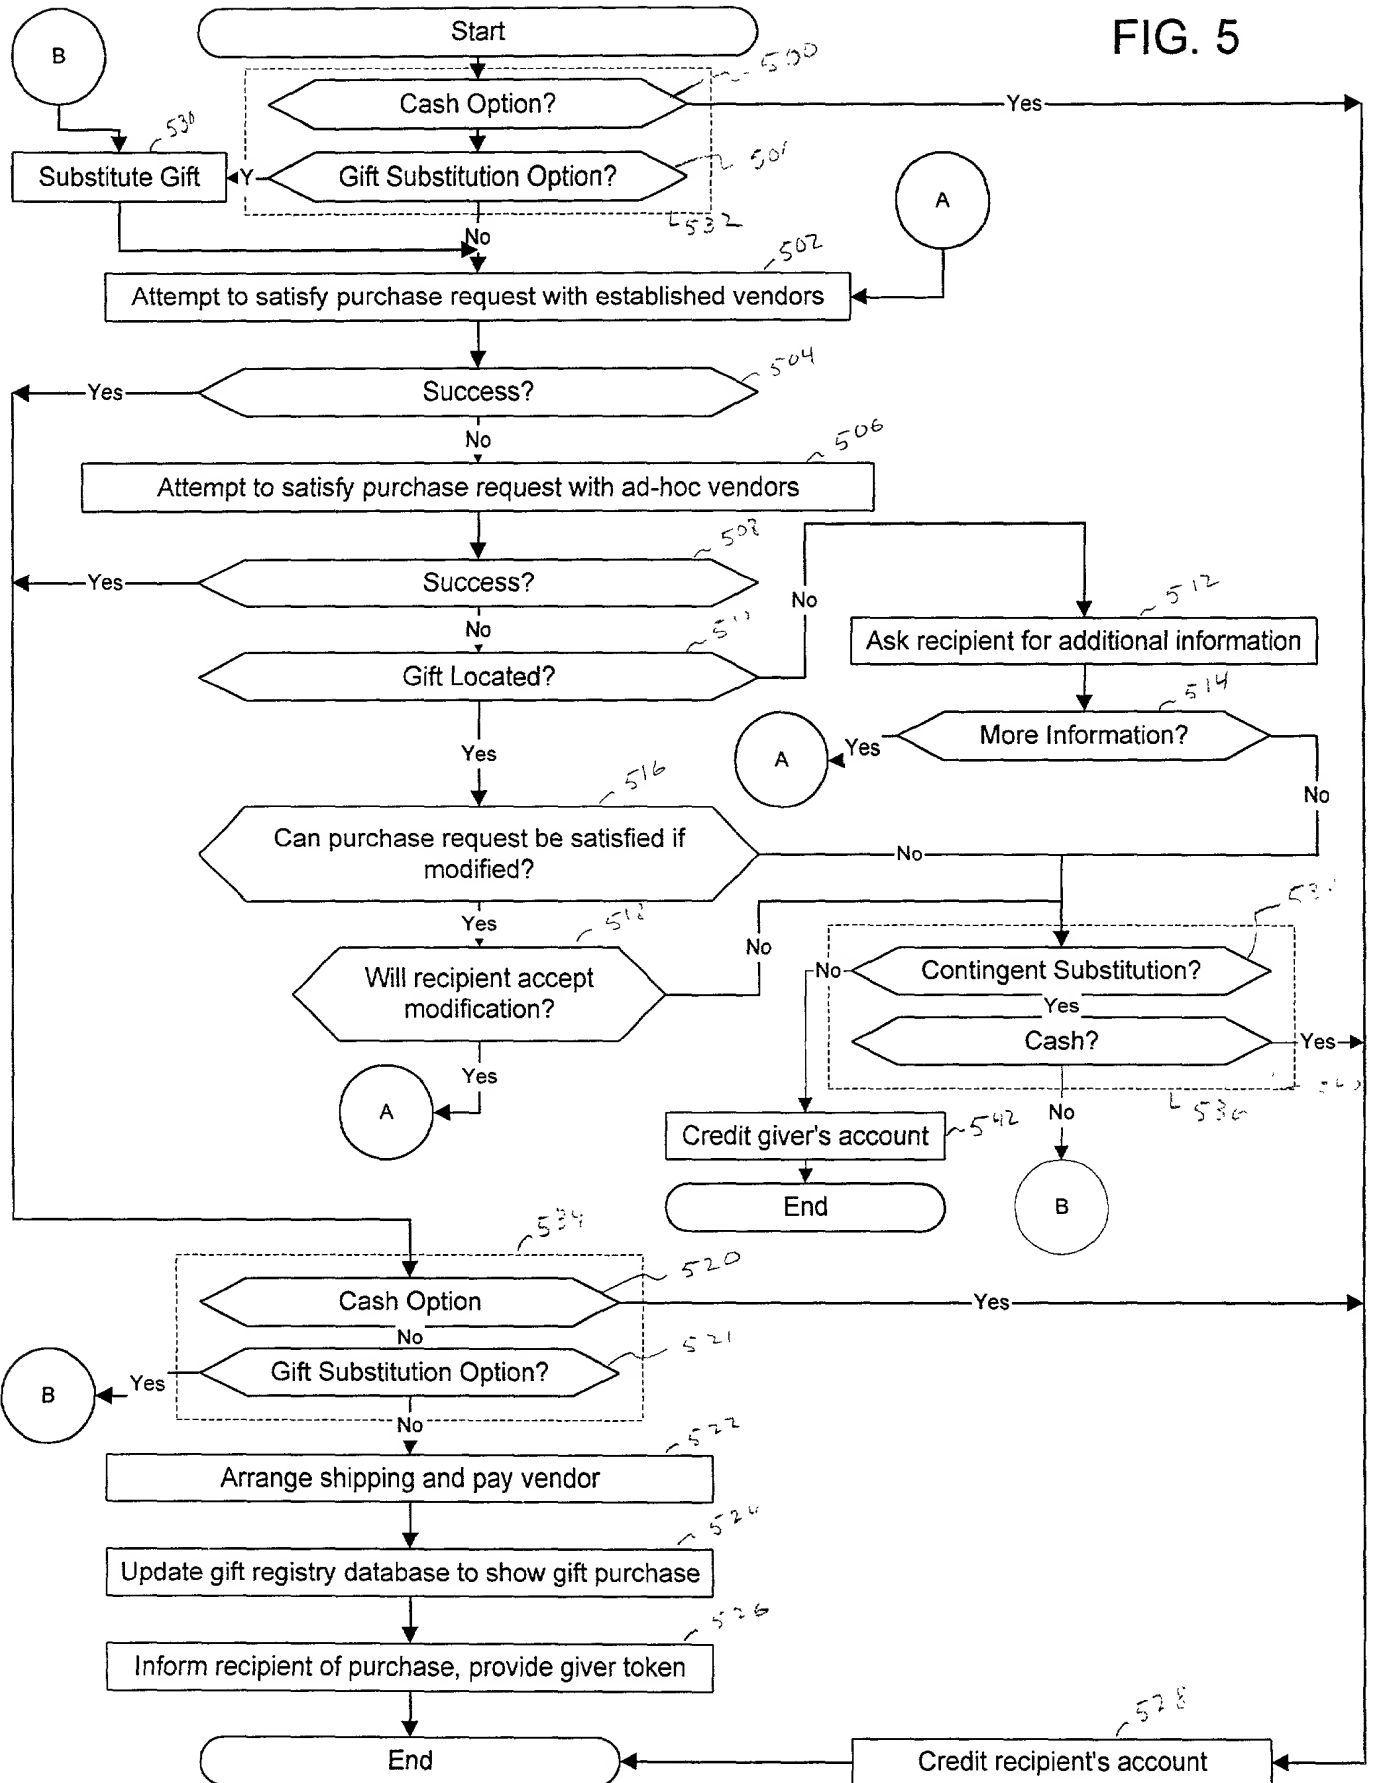 FIG. 5
B
Start
500
Cash Option?
Yes
530
Substitute Gift
Y
Gift Substitution Option?
501
532
A
No
502
Attempt to satisfy purchase request with established vendors
504
Yes
Success?
No
506
Attempt to satisfy purchase request with ad-hoc vendors
508
Yes
Success?
No
No
512
Ask recipient for additional information
Gift Located?
514
More Information?
Yes
A
No
Yes
516
Can purchase request be satisfied if
modified?
No
Yes
518
Will recipient accept
modification?
No
Yes
A
Contingent Substitution?
No
Yes
Cash?
Yes
536
No
Credit giver's account
542
End
B
534
520
Cash Option
Yes
No
521
Gift Substitution Option?
Yes
B
No
522
Arrange shipping and pay vendor
524
Update gift registry database to show gift purchase
526
Inform recipient of purchase, provide giver token
End
528
Credit recipient's account